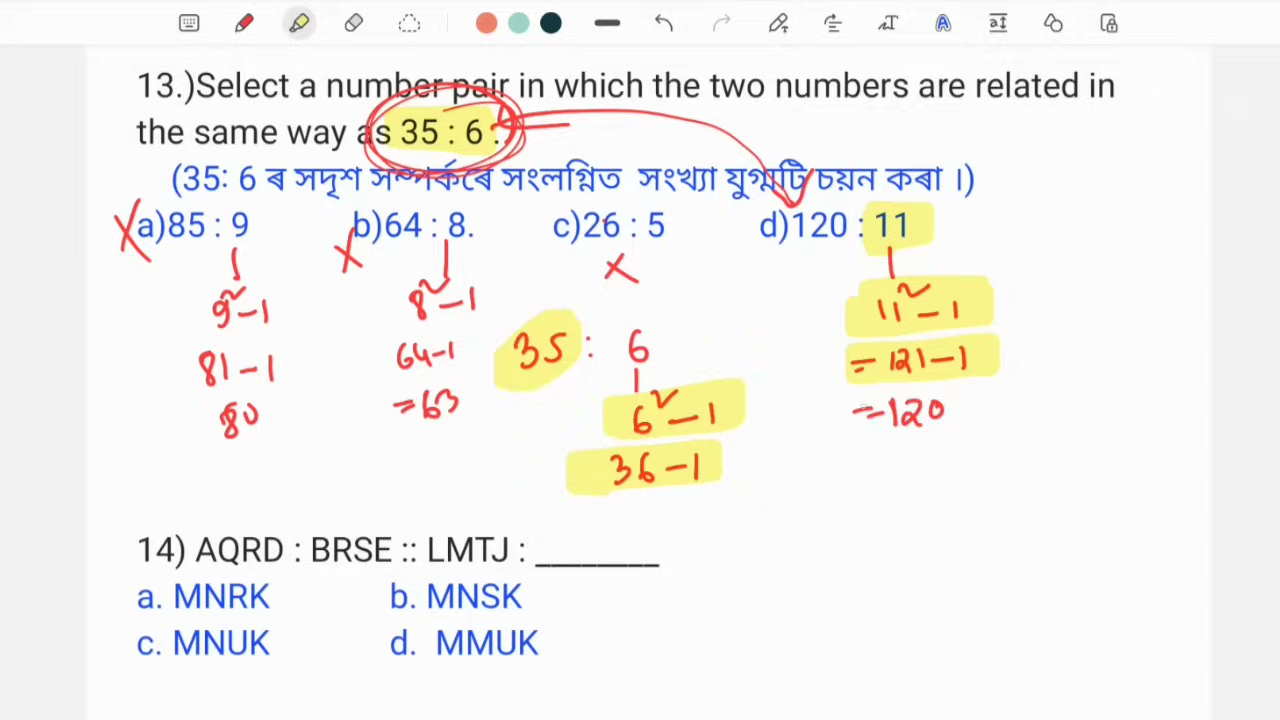 13.)Select a number pair in which the two numbers are related in
the same way as 35 : 6 .
(35: 6 ৰ সদৃশ সম্পৰ্কৰে সংলগ্নিত সংখ্যা যুগ্মটি চয়ন কৰা ।)
a)85 : 9 b)64 : 8. c)26 : 5 d)120 : 11
9² – 1 8² – 1 11² – 1
81 – 1 64 – 1 35 : 6 = 121 – 1
80 = 63 6² – 1 = 120
36 – 1
14) AQRD : BRSE :: LMTJ : ________
a. MNRK b. MNSK
c. MNUK d. MMUK